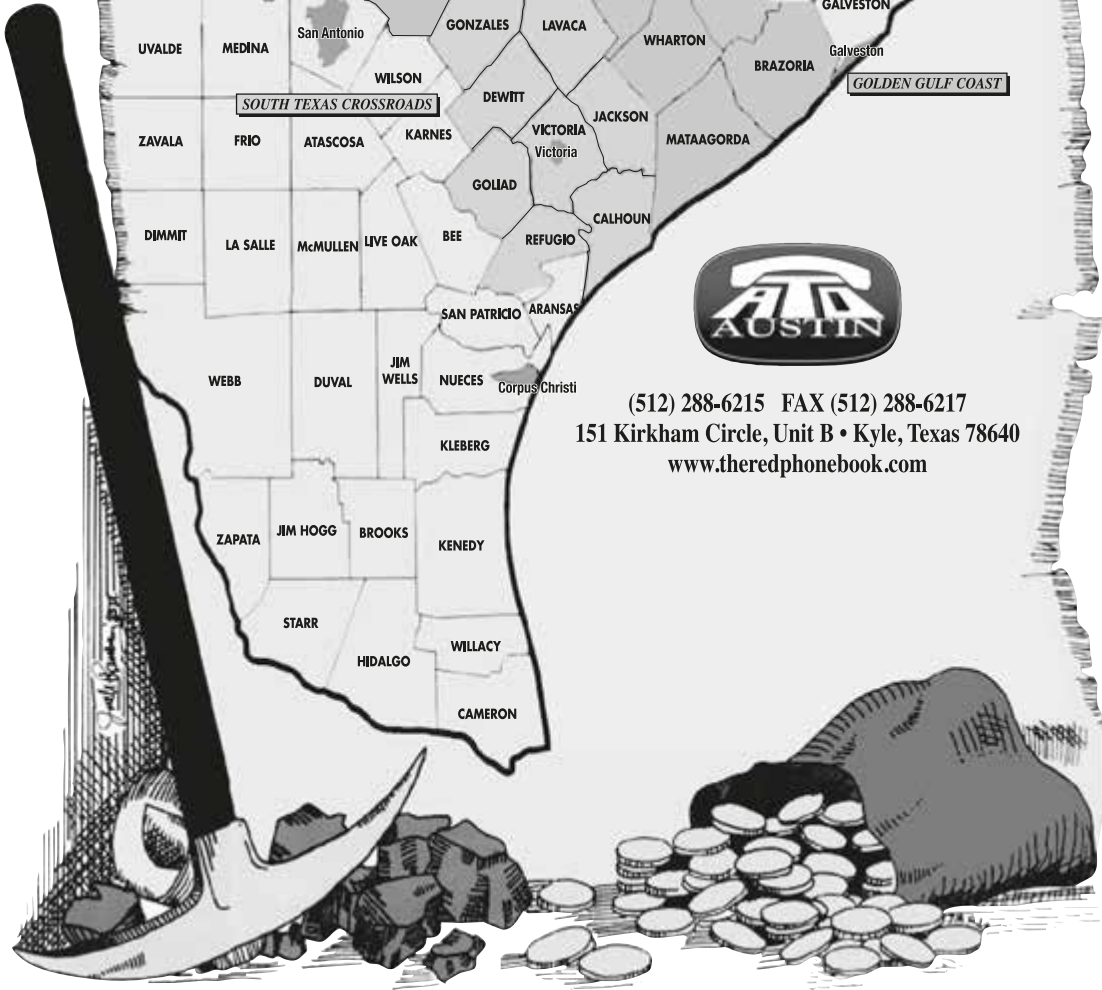 GALVESTON
GONZALES
LAVACA
San Antonio
UVALDE
MEDINA
WHARTON
Galveston
BRAZORIA
WILSON
GOLDEN GULF COAST
DEWITT
SOUTH TEXAS CROSSROADS
JACKSON
VICTORIA
KARNES
ZAVALA
FRIO
ATASCOSA
MATAAGORDA
Victoria
GOLIAD
CALHOUN
DIMMIT
LA SALLE
McMULLEN
LIVE OAK
BEE
REFUGIO
SAN PATRICIO
ARANSAS
ATD
AUSTIN
JIM
WELLS
WEBB
DUVAL
NUECES
Corpus Christi
(512) 288-6215 FAX (512) 288-6217
151 Kirkham Circle, Unit B • Kyle, Texas 78640
www.theredphonebook.com
KLEBERG
ZAPATA
JIM HOGG
BROOKS
KENEDY
STARR
WILLACY
HIDALGO
CAMERON